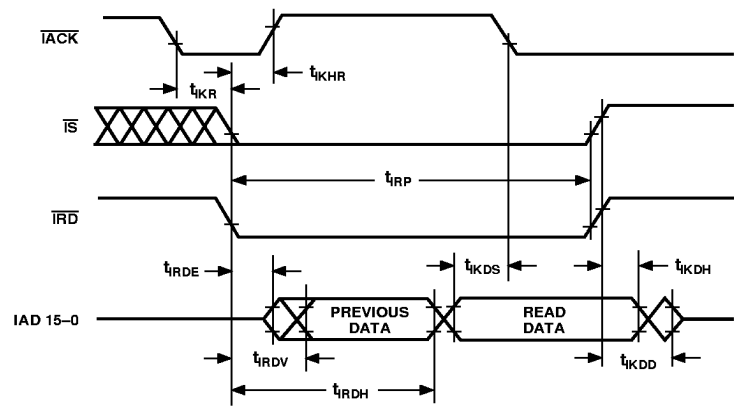 IACK
tIKHR
tIKR
IS
tIRP
IRD
tIRDE
tIKDS
tIKDH
IAD 15–0
PREVIOUS
DATA
READ
DATA
tIRDV
tIKDD
tIRDH